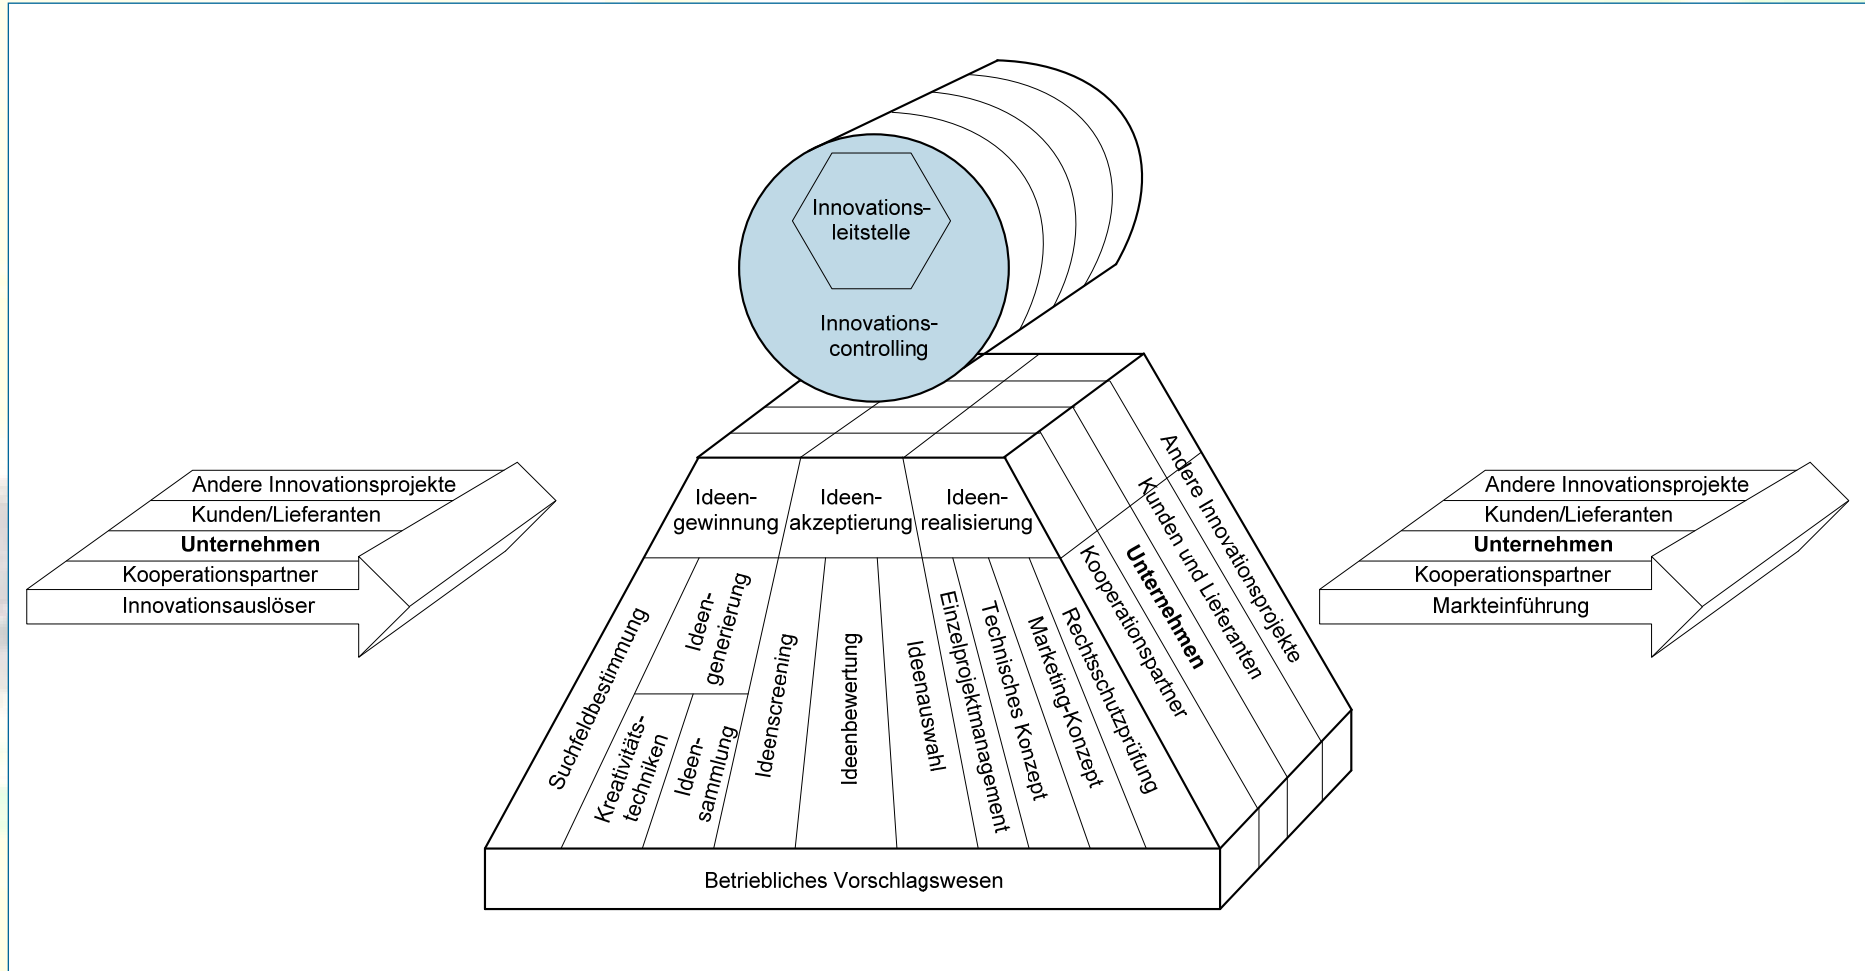 Innovations-
leitstelle
Innovations-
controlling
Andere Innovationsprojekte
Kunden/Lieferanten
Unternehmen
Kooperationspartner
Innovationsauslöser
Ideen-
gewinnung
Ideen-
akzeptierung
Ideen-
realisierung
Suchfeldbestimmung
Ideen-
generierung
Kreativitäts-
techniken
Ideen-
sammlung
Ideenscreening
Ideenbewertung
Ideenauswahl
Einzelprojektmanagement
Technisches Konzept
Marketing-Konzept
Rechtsschutzprüfung
Kooperationspartner
Unternehmen
Kunden und Lieferanten
Andere Innovationsprojekte
Betriebliches Vorschlagswesen
Andere Innovationsprojekte
Kunden/Lieferanten
Unternehmen
Kooperationspartner
Markteinführung